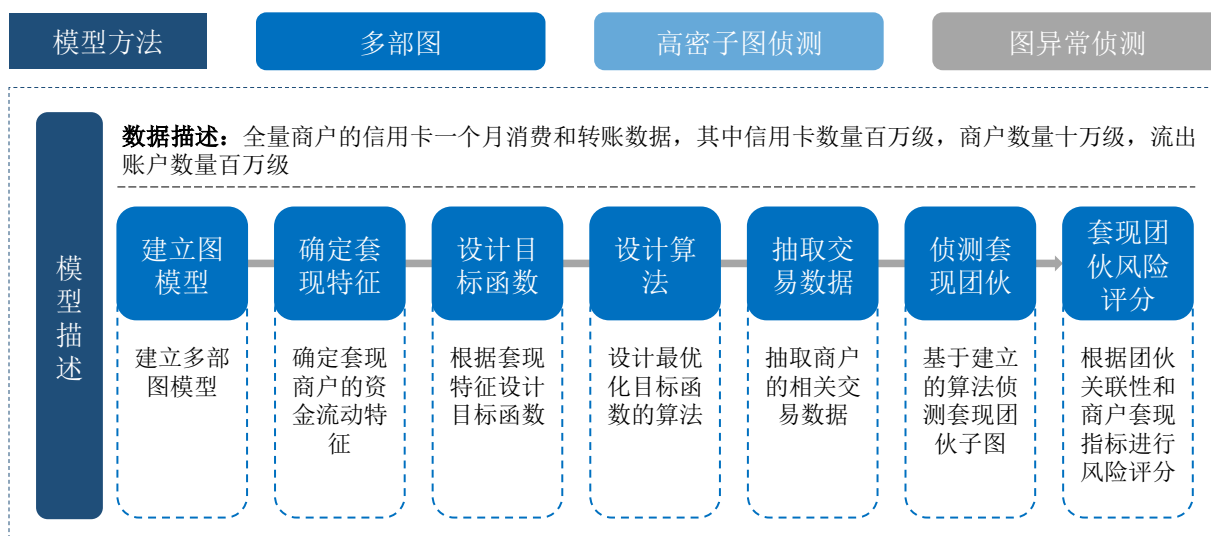 模型方法
多部图
高密子图侦测
图异常侦测
模型描述
数据描述：全量商户的信用卡一个月消费和转账数据，其中信用卡数量百万级，商户数量十万级，流出
账户数量百万级
建立图
模型
确定套
现特征
设计目
标函数
设计算
法
抽取交
易数据
侦测套
现团伙
套现团
伙风险
评分
建立多部
图模型
确定套现
商户的资
金流动特
征
根据套现
特征设计
目标函数
设计最优
化目标函
数的算法
抽取商户
的相关交
易数据
基于建立
的算法侦
测套现团
伙子图
根据团伙
关联性和
商户套现
指标进行
风险评分